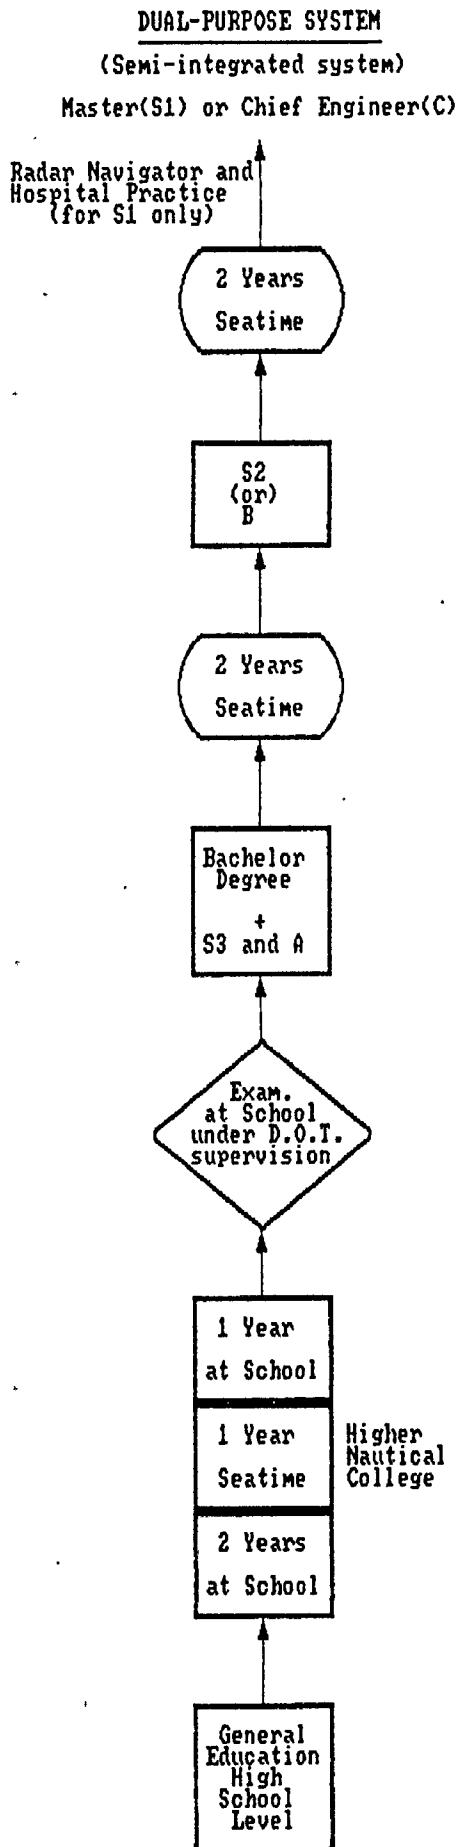 DUAL-PURPOSE SYSTEM
(Semi-integrated system)
Master(S1) or Chief Engineer(C)
Radar Navigator and
Hospital Practice
(for S1 only)
2 Years
Seatime
S2
(or)
B
2 Years
Seatime
Bachelor
Degree
+
S3 and A
Exam.
at School
under D.O.T.
supervision
1 Year
at School
1 Year
Seatime
Higher
Nautical
College
2 Years
at School
General
Education
High
School
Level